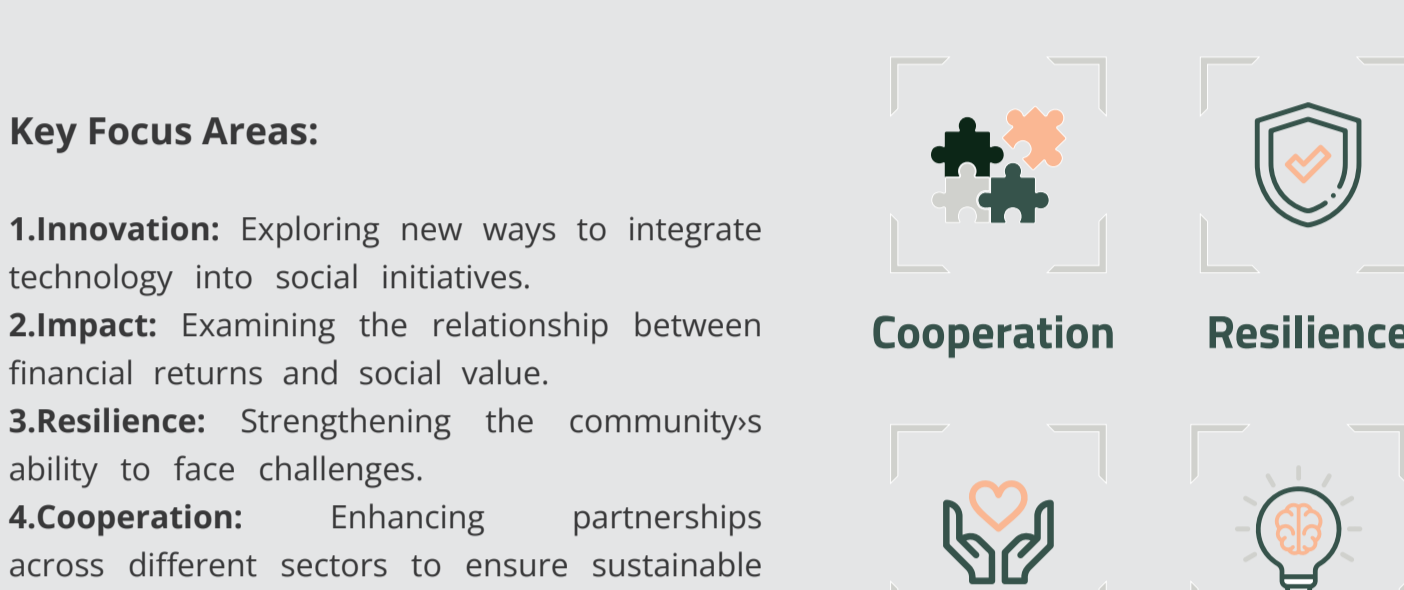 Key Focus Areas:
1.Innovation: Exploring new ways to integrate
technology into social initiatives.
2.Impact: Examining the relationship between
financial returns and social value.
3.Resilience: Strengthening the community›s
ability to face challenges.
4.Cooperation: Enhancing partnerships
across different sectors to ensure sustainable
Cooperation
Resilience